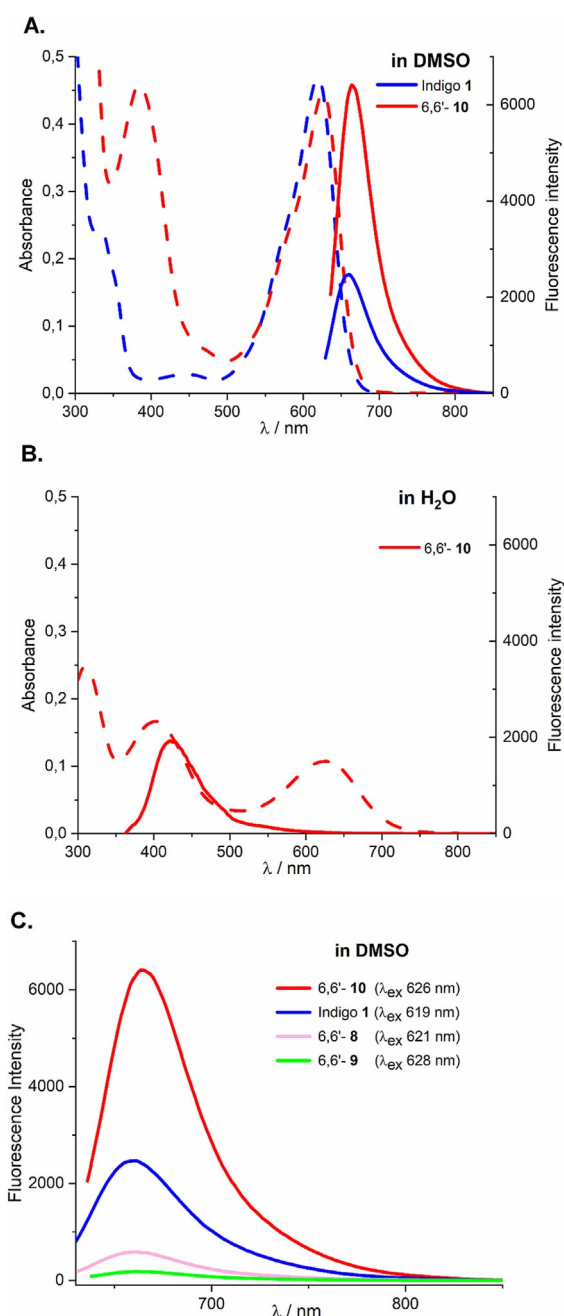 A.
in DMSO
Indigo 1
6,6'- 10
0,5
0,4
0,3
0,2
0,1
0,0
Absorbance
6000
4000
2000
0
Fluorescence intensity
300 400 500 600 700 800
λ / nm
B.
in H₂O
6,6'- 10
0,5
0,4
0,3
0,2
0,1
0,0
Absorbance
6000
4000
2000
0
Fluorescence intensity
300 400 500 600 700 800
λ / nm
C.
in DMSO
6,6'- 10 (λex 626 nm)
Indigo 1 (λex 619 nm)
6,6'- 8 (λex 621 nm)
6,6'- 9 (λex 628 nm)
6000
4000
2000
0
Fluorescence Intensity
700 800
λ / nm